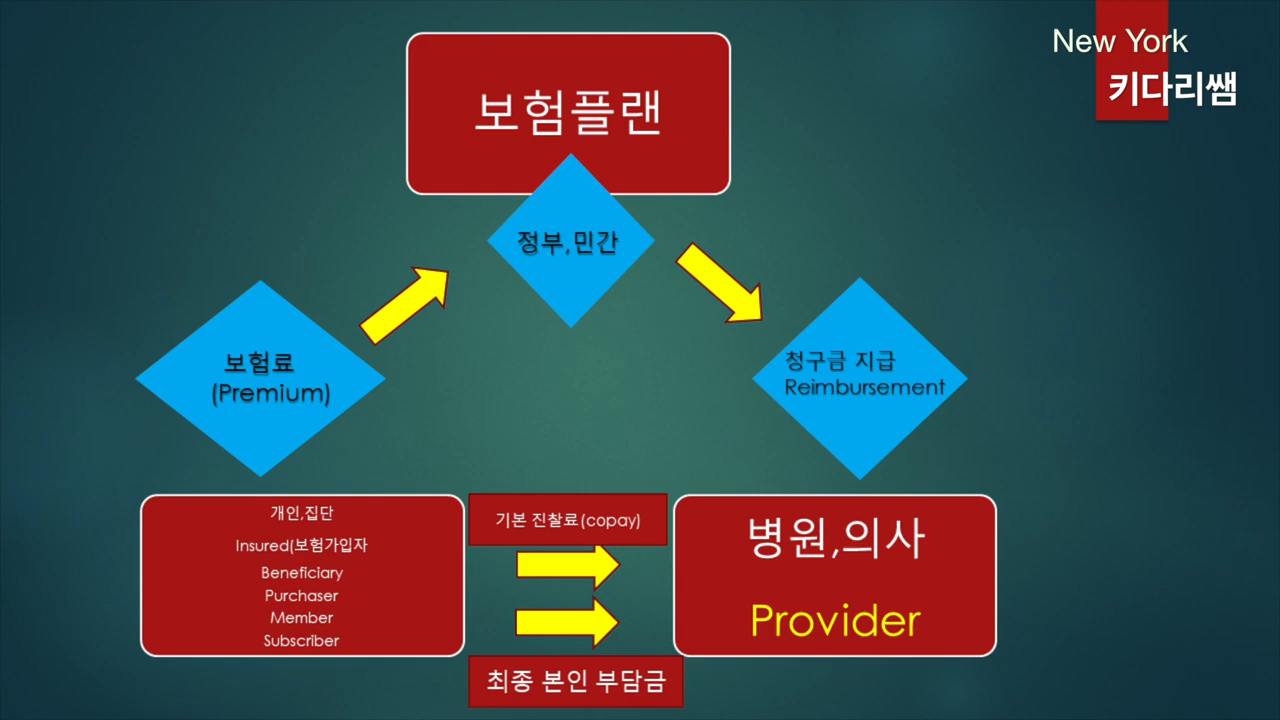 New York
키다리쌤
보험플랜
정부,민간
보험료
(Premium)
청구금 지급
Reimbursement
개인,집단
Insured(보험가입자
Beneficiary
Purchaser
Member
Subscriber
기본 진찰료(copay)
최종 본인 부담금
병원,의사
Provider